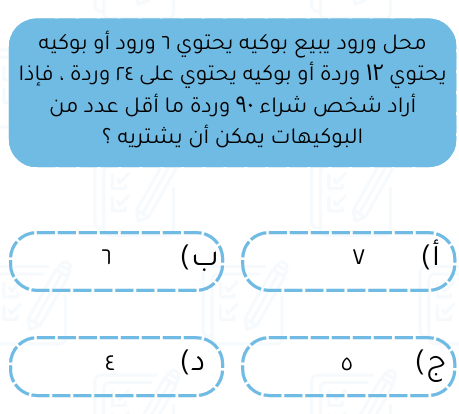 محل ورود يبيع بوكيه يحتوي ٦ ورود أو بوكيه
يحتوي ١٢ وردة أو بوكيه يحتوي على ٢٤ وردة ، فإذا
أراد شخص شراء ٩٠ وردة ما أقل عدد من
البوكيهات يمكن أن يشتريه ؟
أ) ٧
ب) ٦
ج) ٥
د) ٤